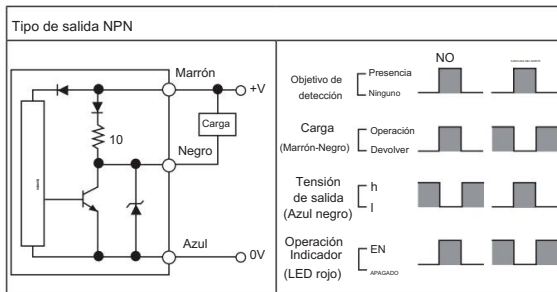 Tipo de salida NPN
Marrón
+V
Carga
10
Negro
Azul
0V
NO
Objetivo de
detección
Presencia
Ninguno
Carga
(Marrón-Negro)
Operación
Devolver
Tensión
de salida
(Azul negro)
h
l
Operación
Indicador
(LED rojo)
EN
APAGADO